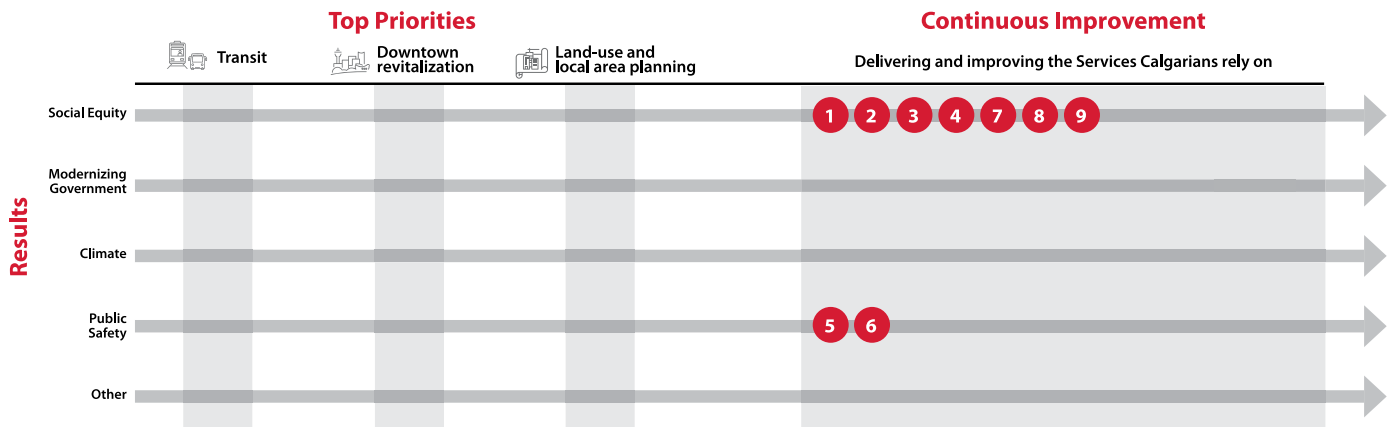 Top Priorities
Continuous Improvement
Transit
Downtown
revitalization
Land-use and
local area planning
Delivering and improving the Services Calgarians rely on
Results
Social Equity
1 2 3 4 7 8 9
Modernizing
Government
Climate
Public
Safety
5 6
Other